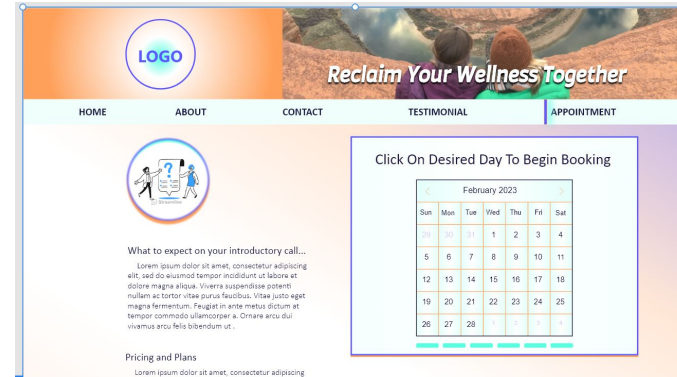 LOGO
Reclaim Your Wellness Together
HOME ABOUT CONTACT TESTIMONIAL APPOINTMENT
?
What to expect on your introductory call...
Lorem ipsum dolor sit amet, consectetur adipiscing
elit, sed do eiusmod tempor incididunt ut labore et
dolore magna aliqua. Viverra suspendisse potenti
nullam ac tortor vitae purus faucibus. Vitae justo eget
magna fermentum. Feugiat in ante metus dictum at
tempor commodo ullamcorper a. Ornare arcu dui
vivamus arcu felis bibendum ut .
Pricing and Plans
Lorem ipsum dolor sit amet, consectetur adipiscing
Click On Desired Day To Begin Booking
February 2023
Sun Mon Tue Wed Thu Fri Sat
29 30 31 1 2 3 4
5 6 7 8 9 10 11
12 13 14 15 16 17 18
19 20 21 22 23 24 25
26 27 28 1 2 3 4